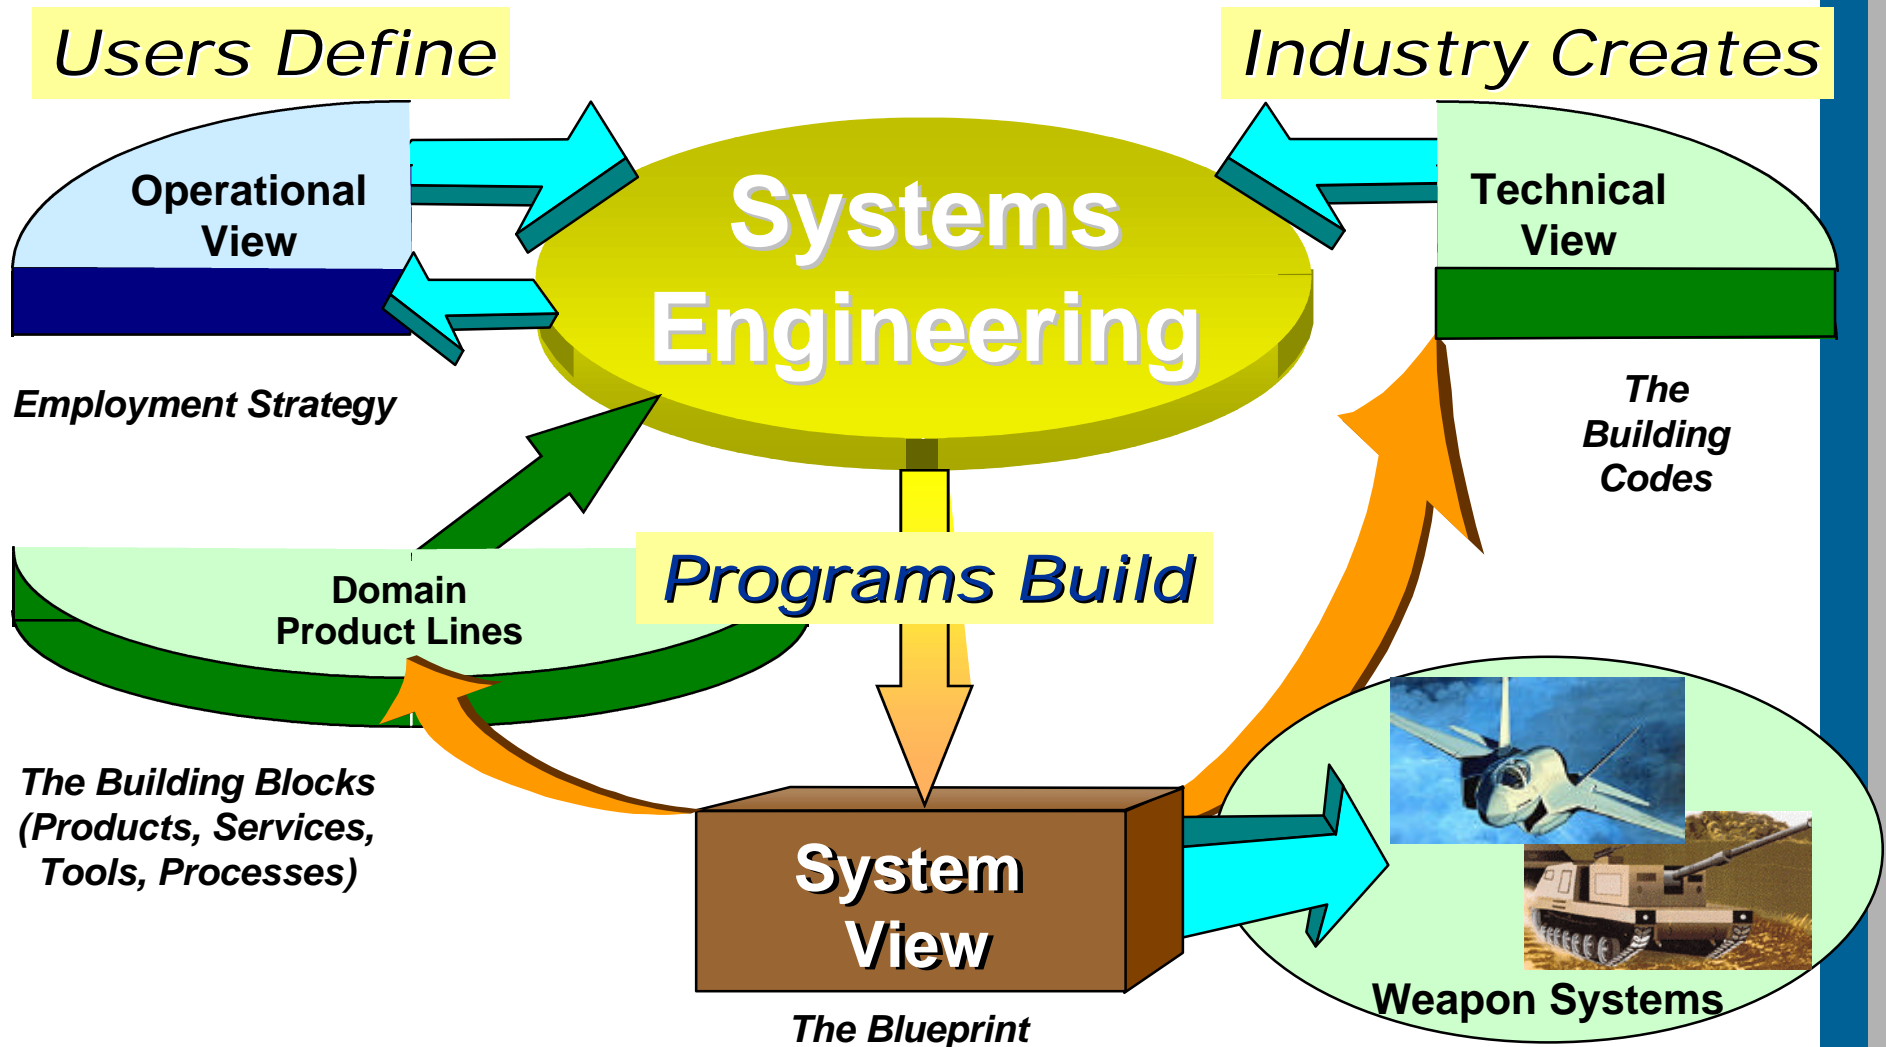 Users Define
Industry Creates
Operational
View
Systems
Engineering
Technical
View
Employment Strategy
The
Building
Codes
Domain
Product Lines
Programs Build
The Building Blocks
(Products, Services,
Tools, Processes)
System
View
The Blueprint
Weapon Systems